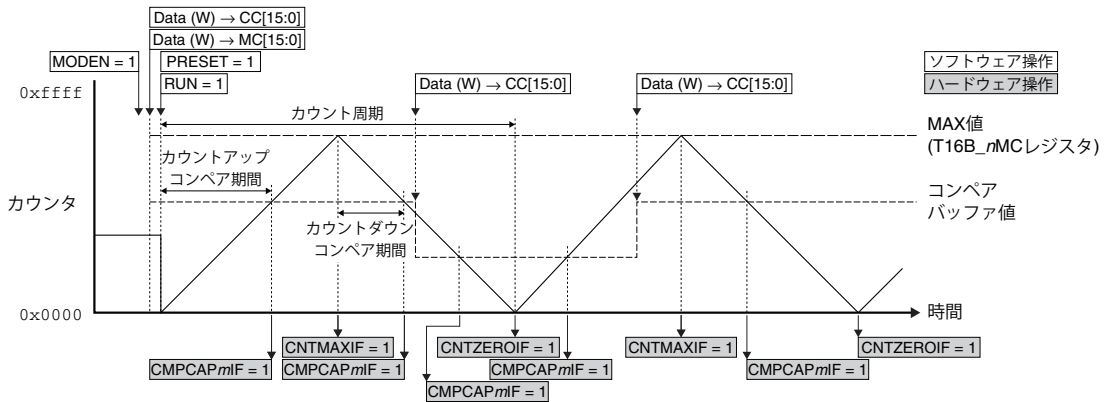 Data (W) → CC[15:0]
Data (W) → MC[15:0]
MODEN = 1
PRESET = 1
RUN = 1
Data (W) → CC[15:0]
Data (W) → CC[15:0]
ソフトウェア操作
ハードウェア操作
0xffff
カウント周期
MAX値
(T16B_nMCレジスタ)
カウントアップ
コンペア期間
カウンタ
コンペア
バッファ値
カウントダウン
コンペア期間
0x0000
時間
CNTMAXIF = 1
CNTZEROIF = 1
CNTMAXIF = 1
CNTZEROIF = 1
CMPCAPmIF = 1
CMPCAPmIF = 1
CMPCAPmIF = 1
CMPCAPmIF = 1
CMPCAPmIF = 1